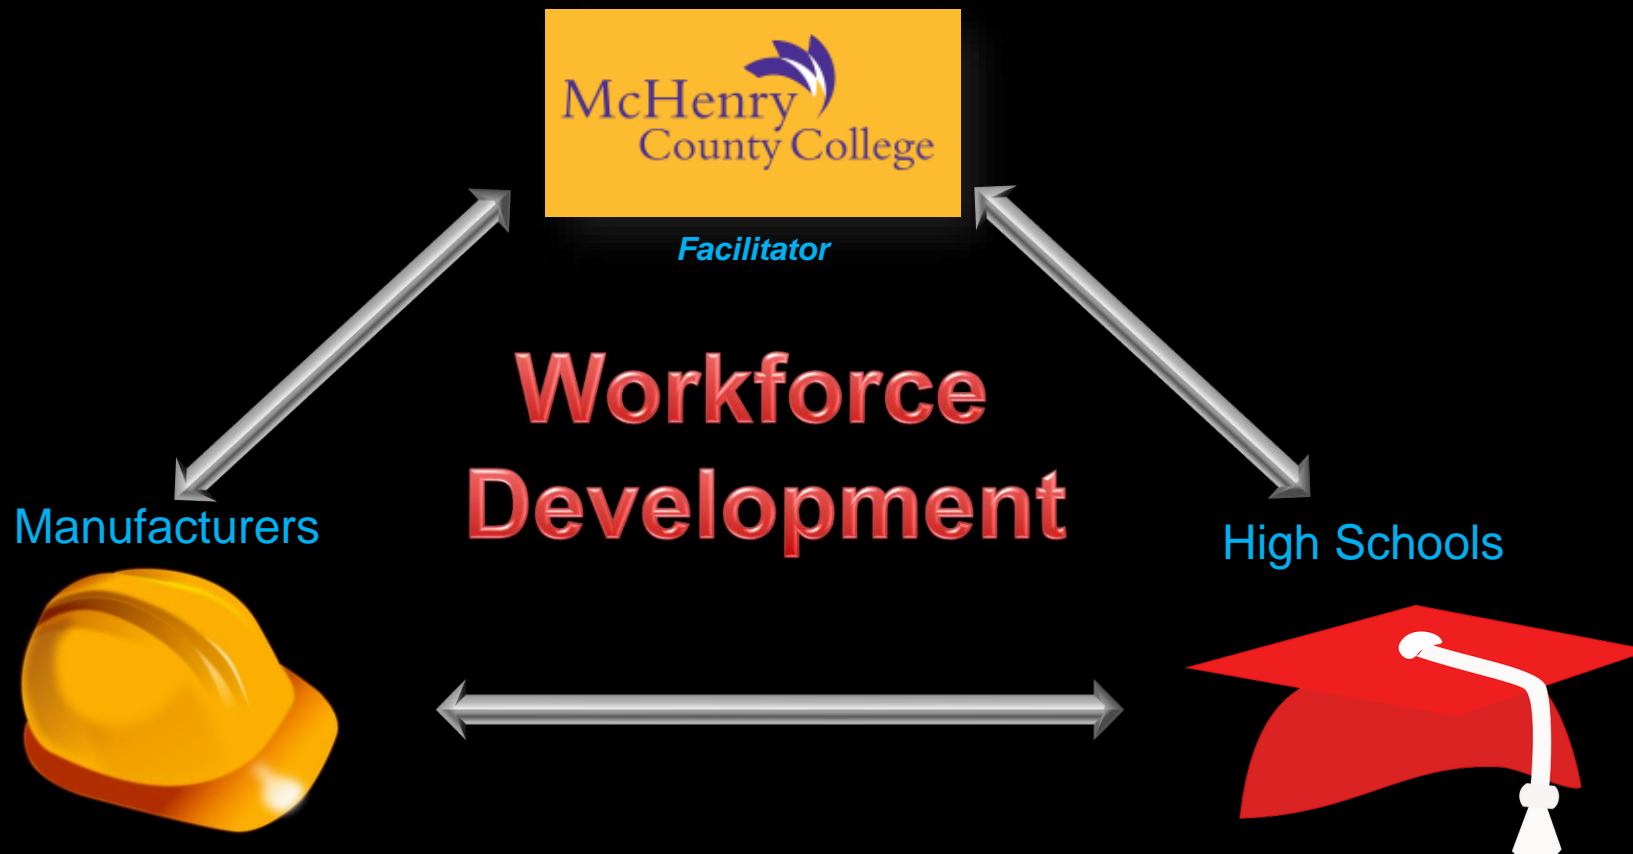 McHenry
County College
Facilitator
Workforce
Development
Manufacturers
High Schools